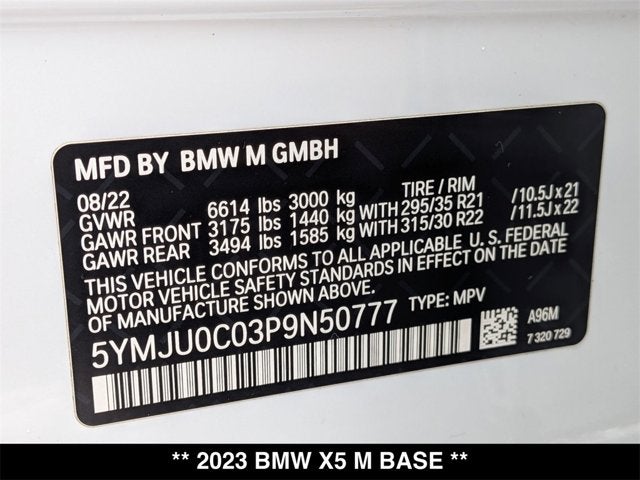 MFD BY BMW M GMBH
08/22 TIRE / RIM
GVWR 6614 lbs 3000 kg
GAWR FRONT 3175 lbs 1440 kg WITH 295/35 R21 /10.5J x 21
GAWR REAR 3494 lbs 1585 kg WITH 315/30 R22 /11.5J x 22
THIS VEHICLE CONFORMS TO ALL APPLICABLE U. S. FEDERAL
MOTOR VEHICLE SAFETY STANDARDS IN EFFECT ON THE DATE
OF MANUFACTURE SHOWN ABOVE.
5YMJU0C03P9N50777 TYPE: MPV
A96M
7 320 729
** 2023 BMW X5 M BASE **